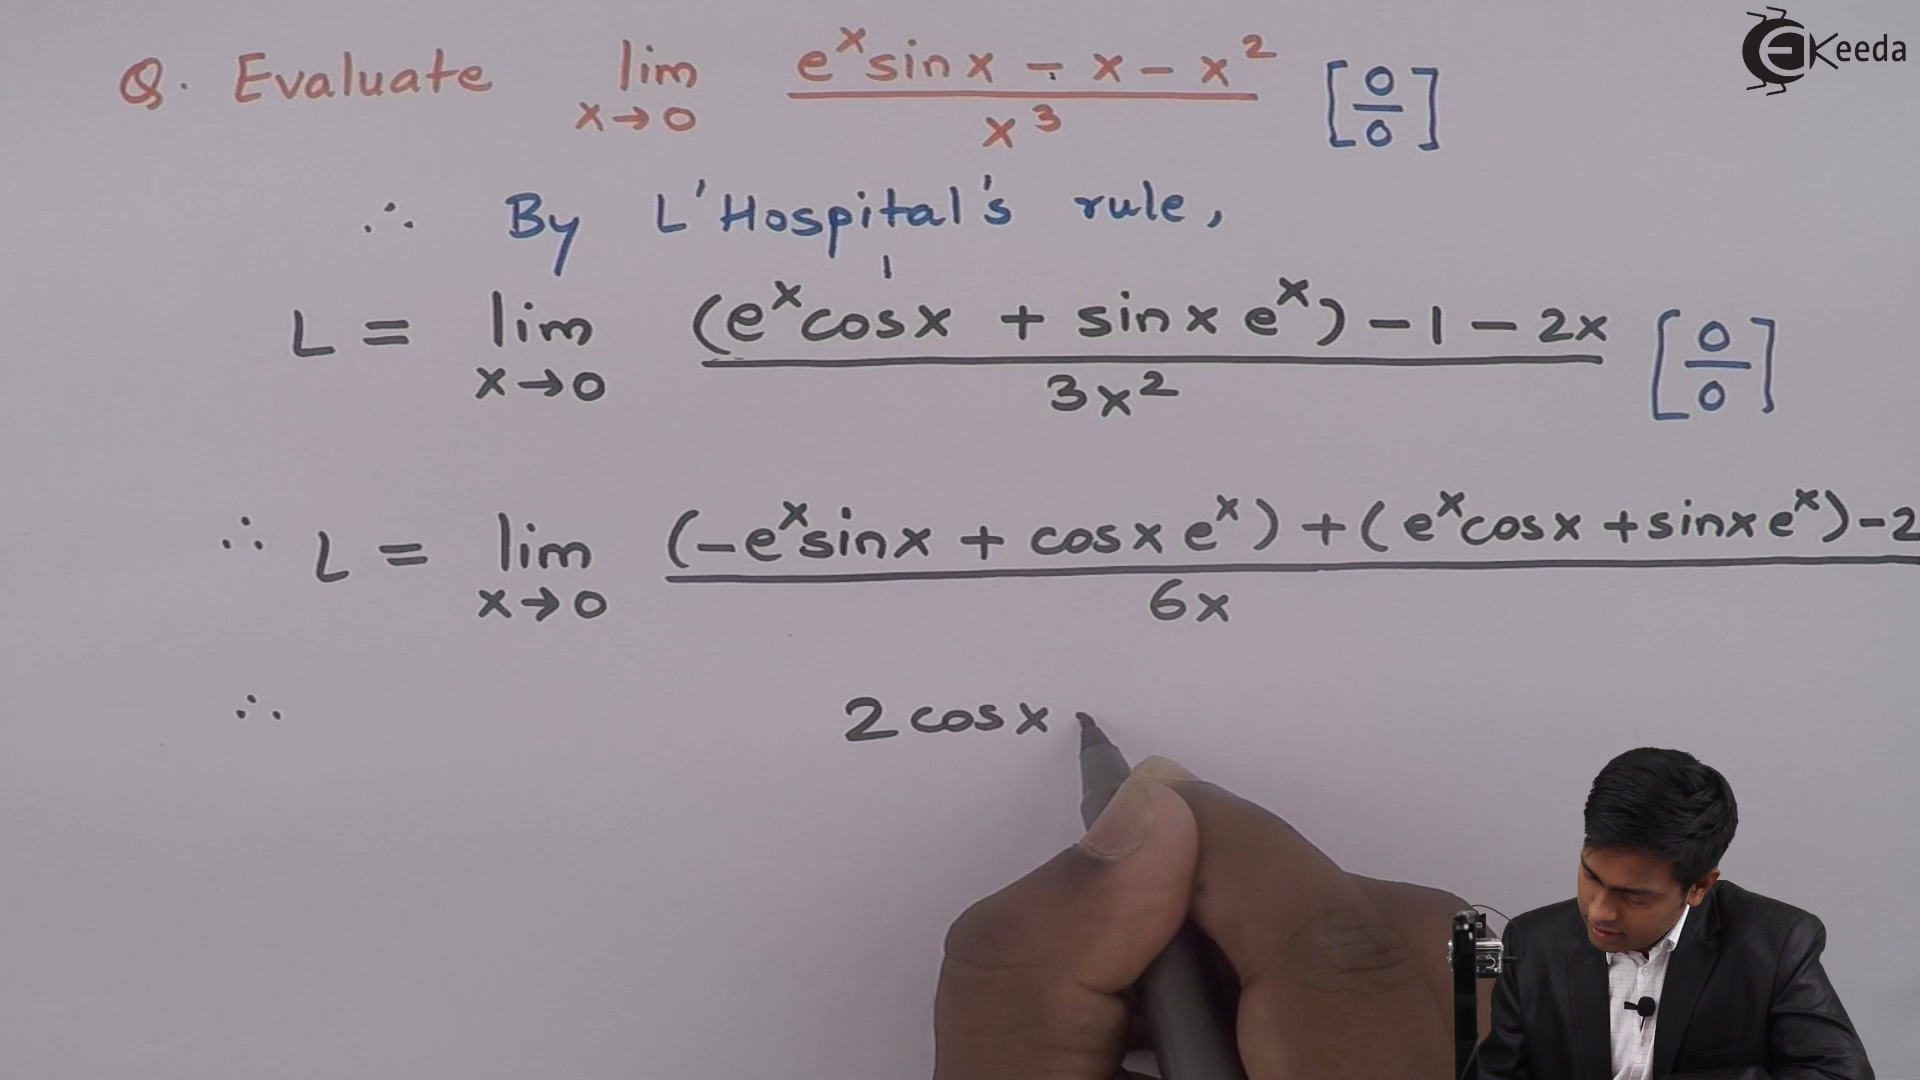 Q. Evaluate lim x→0 (e^x sin x - x - x^2) / x^3 [0/0]
∴ By L'Hospital's rule,
L = lim x→0 ((e^x cos x + sin x e^x) - 1 - 2x) / 3x^2 [0/0]
∴ L = lim x→0 ((-e^x sin x + cos x e^x) + (e^x cos x + sin x e^x) - 2) / 6x
∴ 2 cos x
EKeeda